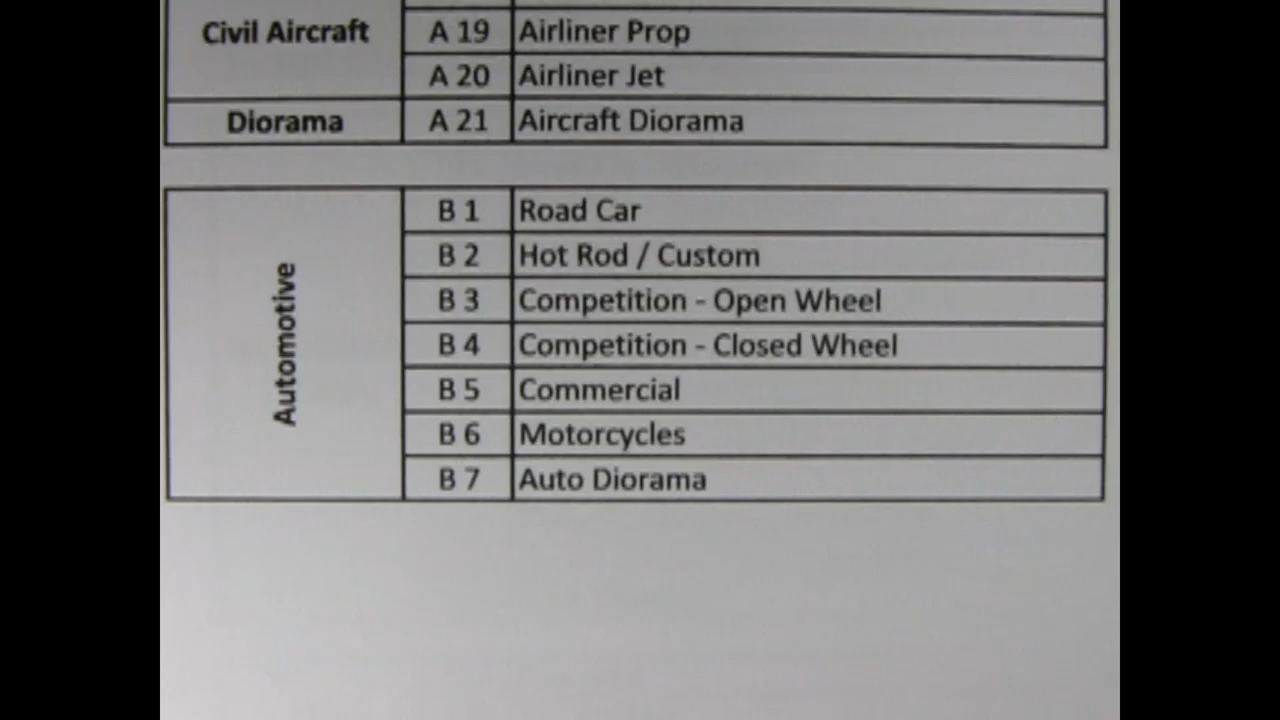 Civil Aircraft A 19 Airliner Prop
A 20 Airliner Jet
Diorama A 21 Aircraft Diorama
Automotive
B 1 Road Car
B 2 Hot Rod / Custom
B 3 Competition - Open Wheel
B 4 Competition - Closed Wheel
B 5 Commercial
B 6 Motorcycles
B 7 Auto Diorama